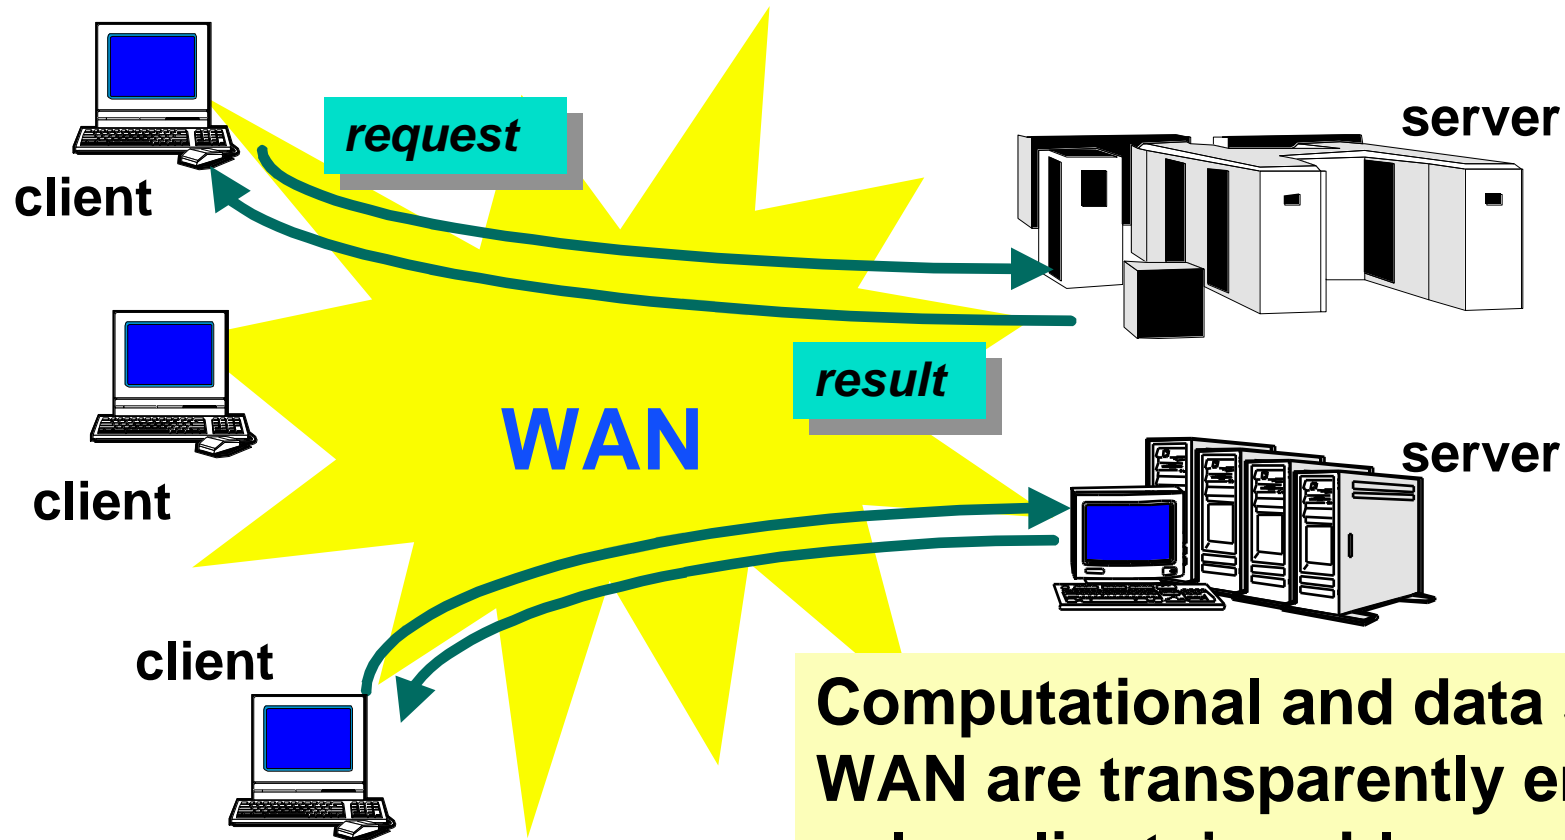 request
server
client
result
WAN
server
client
client
Computational and data
WAN are transparently